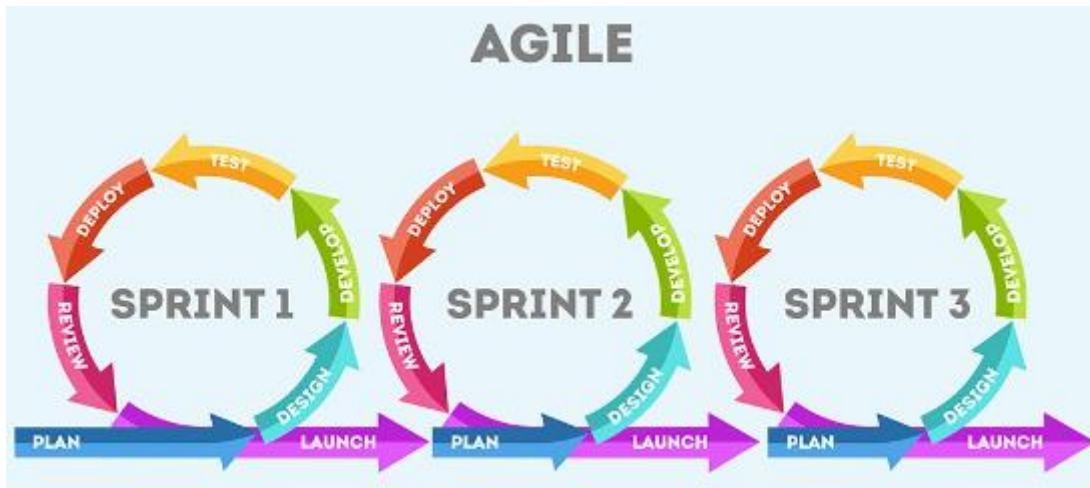 AGILE
SPRINT 1
PLAN
DESIGN
DEVELOP
TEST
DEPLOY
REVIEW
LAUNCH
SPRINT 2
PLAN
DESIGN
DEVELOP
TEST
DEPLOY
REVIEW
LAUNCH
SPRINT 3
PLAN
DESIGN
DEVELOP
TEST
DEPLOY
REVIEW
LAUNCH